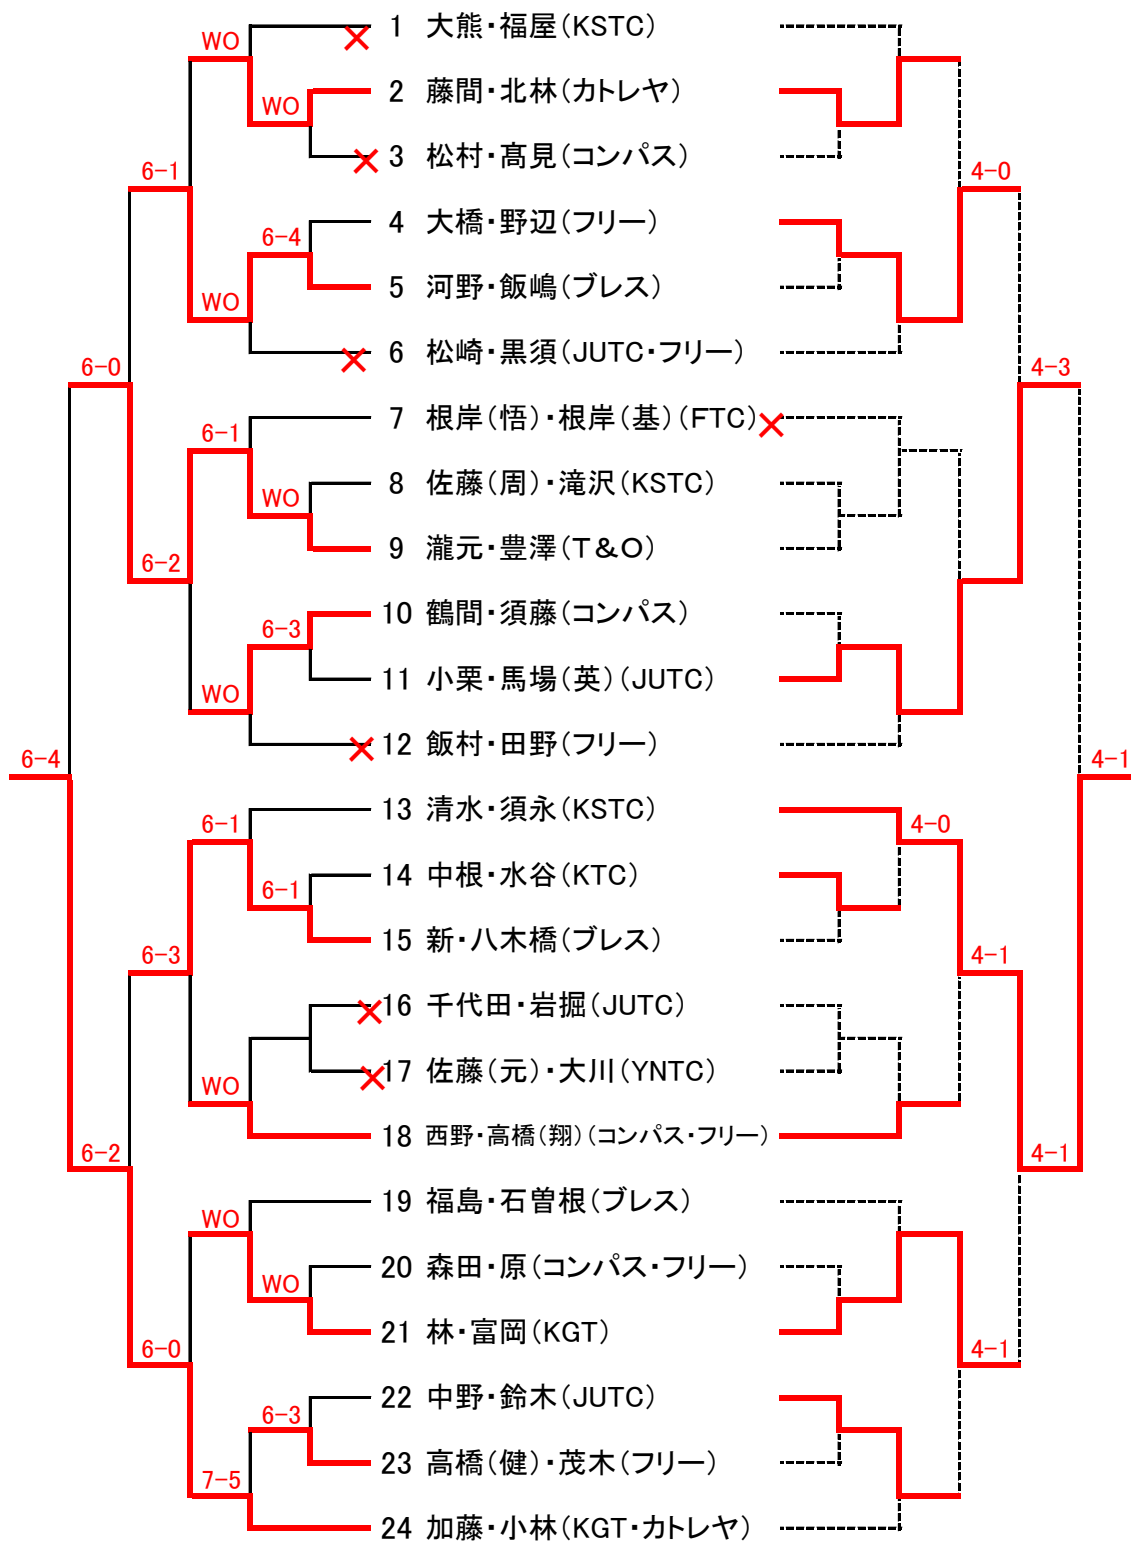 1 大熊・福屋(KSTC)
WO
2 藤間・北林(カトレヤ)
WO
3 松村・髙見(コンパス)
6-1 4-0
4 大橋・野辺(フリー)
6-4
5 河野・飯嶋(ブレス)
WO
6 松崎・黒須(JUTC・フリー)
6-0 4-3
7 根岸(悟)・根岸(基)(FTC)
6-1
8 佐藤(周)・滝沢(KSTC)
WO
9 瀧元・豊澤(T&O)
6-2
10 鶴間・須藤(コンパス)
6-3
11 小栗・馬場(英)(JUTC)
WO
12 飯村・田野(フリー)
6-4 4-1
13 清水・須永(KSTC)
6-1 4-0
14 中根・水谷(KTC)
6-1
15 新・八木橋(ブレス)
6-3 4-1
16 千代田・岩掘(JUTC)
17 佐藤(元)・大川(YNTC)
WO
18 西野・高橋(翔)(コンパス・フリー)
6-2 4-1
19 福島・石曽根(ブレス)
WO
20 森田・原(コンパス・フリー)
WO
21 林・富岡(KGT)
6-0 4-1
22 中野・鈴木(JUTC)
6-3
23 高橋(健)・茂木(フリー)
7-5
24 加藤・小林(KGT・カトレヤ)